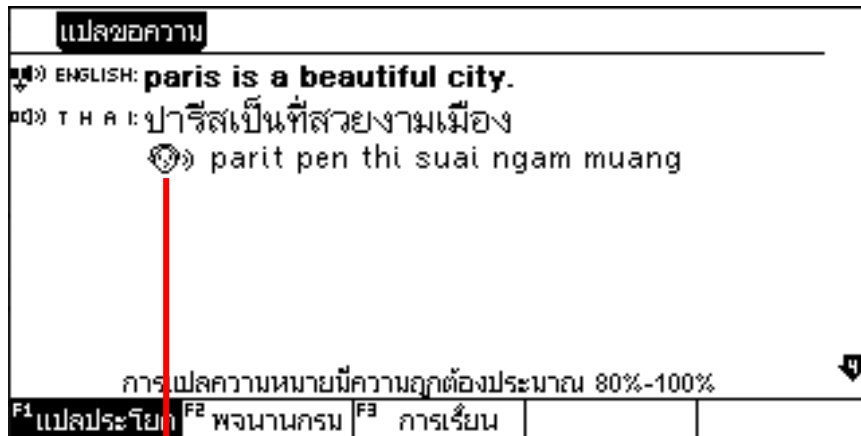 แปลขอความ
ENGLISH: paris is a beautiful city.
THAI: ปารีสเป็นที่สวยงามเมือง
parit pen thi suai ngam muang
การแปลความหมายมีความถูกต้องประมาณ 80%-100%
F1 แปลประโยค F2 พจนานกรม F3 การเรียน